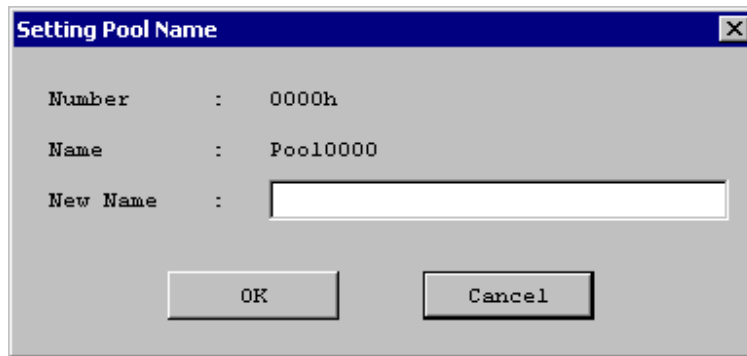 Setting Pool Name
Number : 0000h
Name : Pool0000
New Name :
OK Cancel